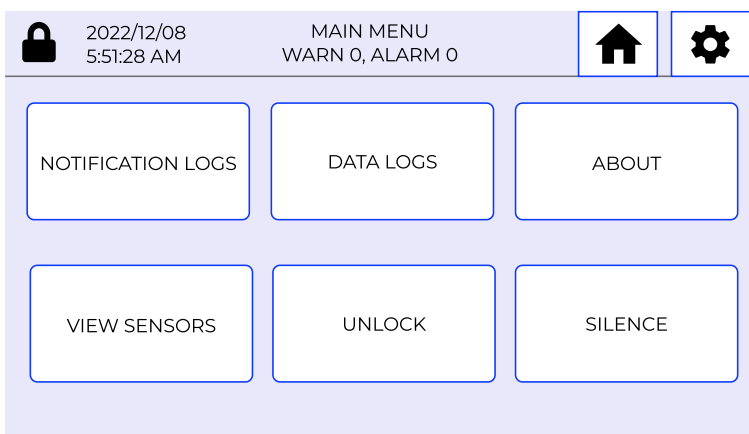 2022/12/08
5:51:28 AM
MAIN MENU
WARN 0, ALARM 0
NOTIFICATION LOGS
DATA LOGS
ABOUT
VIEW SENSORS
UNLOCK
SILENCE